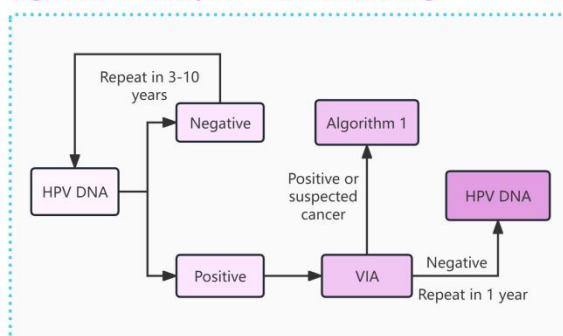 Repeat in 3-10
years
Negative
Algorithm 1
HPV DNA
Positive or
suspected
cancer
HPV DNA
Positive
VIA
Negative
Repeat in 1 year